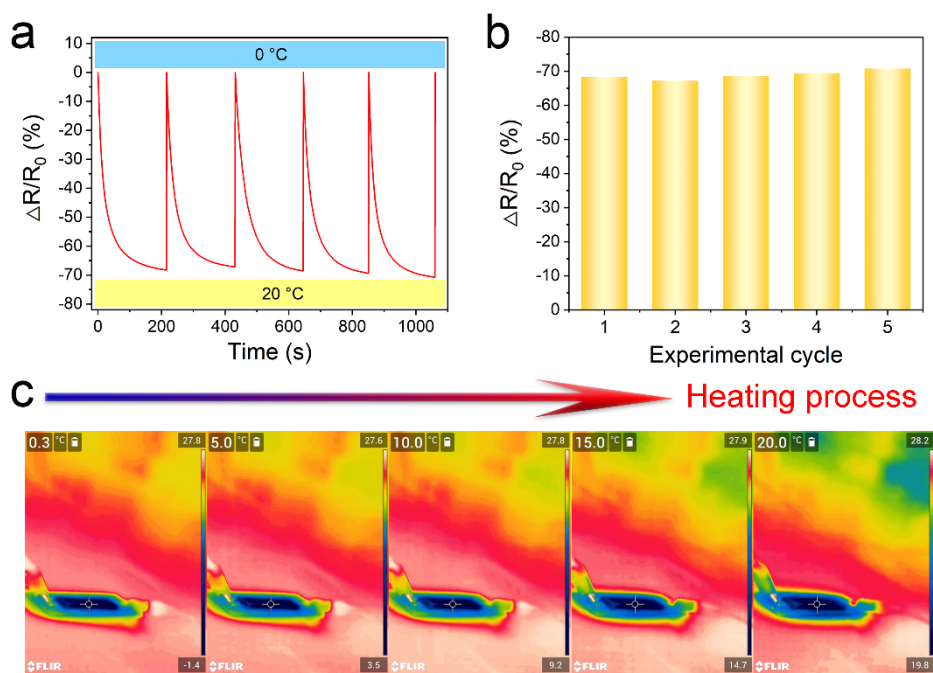 a
10
0
-10
-20
-30
-40
-50
-60
-70
-80
0 °C
20 °C
0 200 400 600 800 1000
Time (s)
△R/R0 (%)
b
-80
-70
-60
-50
-40
-30
-20
-10
0
1 2 3 4 5
Experimental cycle
△R/R0 (%)
c
Heating process
0.3 °C 27.8
5.0 °C 27.6
10.0 °C 27.8
15.0 °C 27.9
20.0 °C 28.2
FLIR -1.4
FLIR 3.5
FLIR 9.2
FLIR 14.7
FLIR 19.8